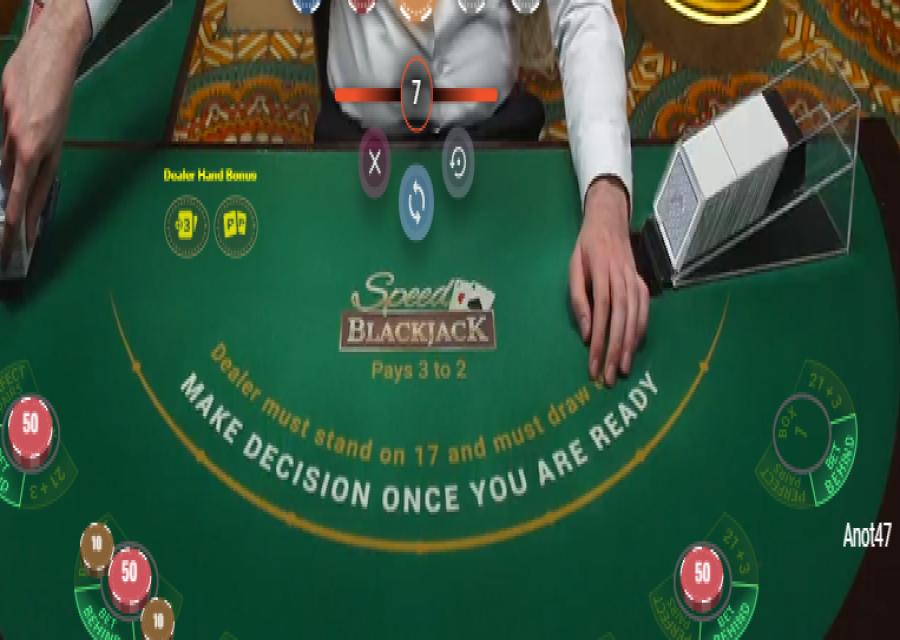 7
Dealer Hand Bonus
3
P P
Speed
BLACKJACK
Pays 3 to 2
Dealer must stand on 17 and must draw
MAKE DECISION ONCE YOU ARE READY
PERFECT
PAIRS
50
BET
21+3
21+3
BOX
7
BET
BEHIND
PERFECT
PAIRS
Anot47
10
50
10
BET
BEHIND
21+3
50
BET
BEHIND